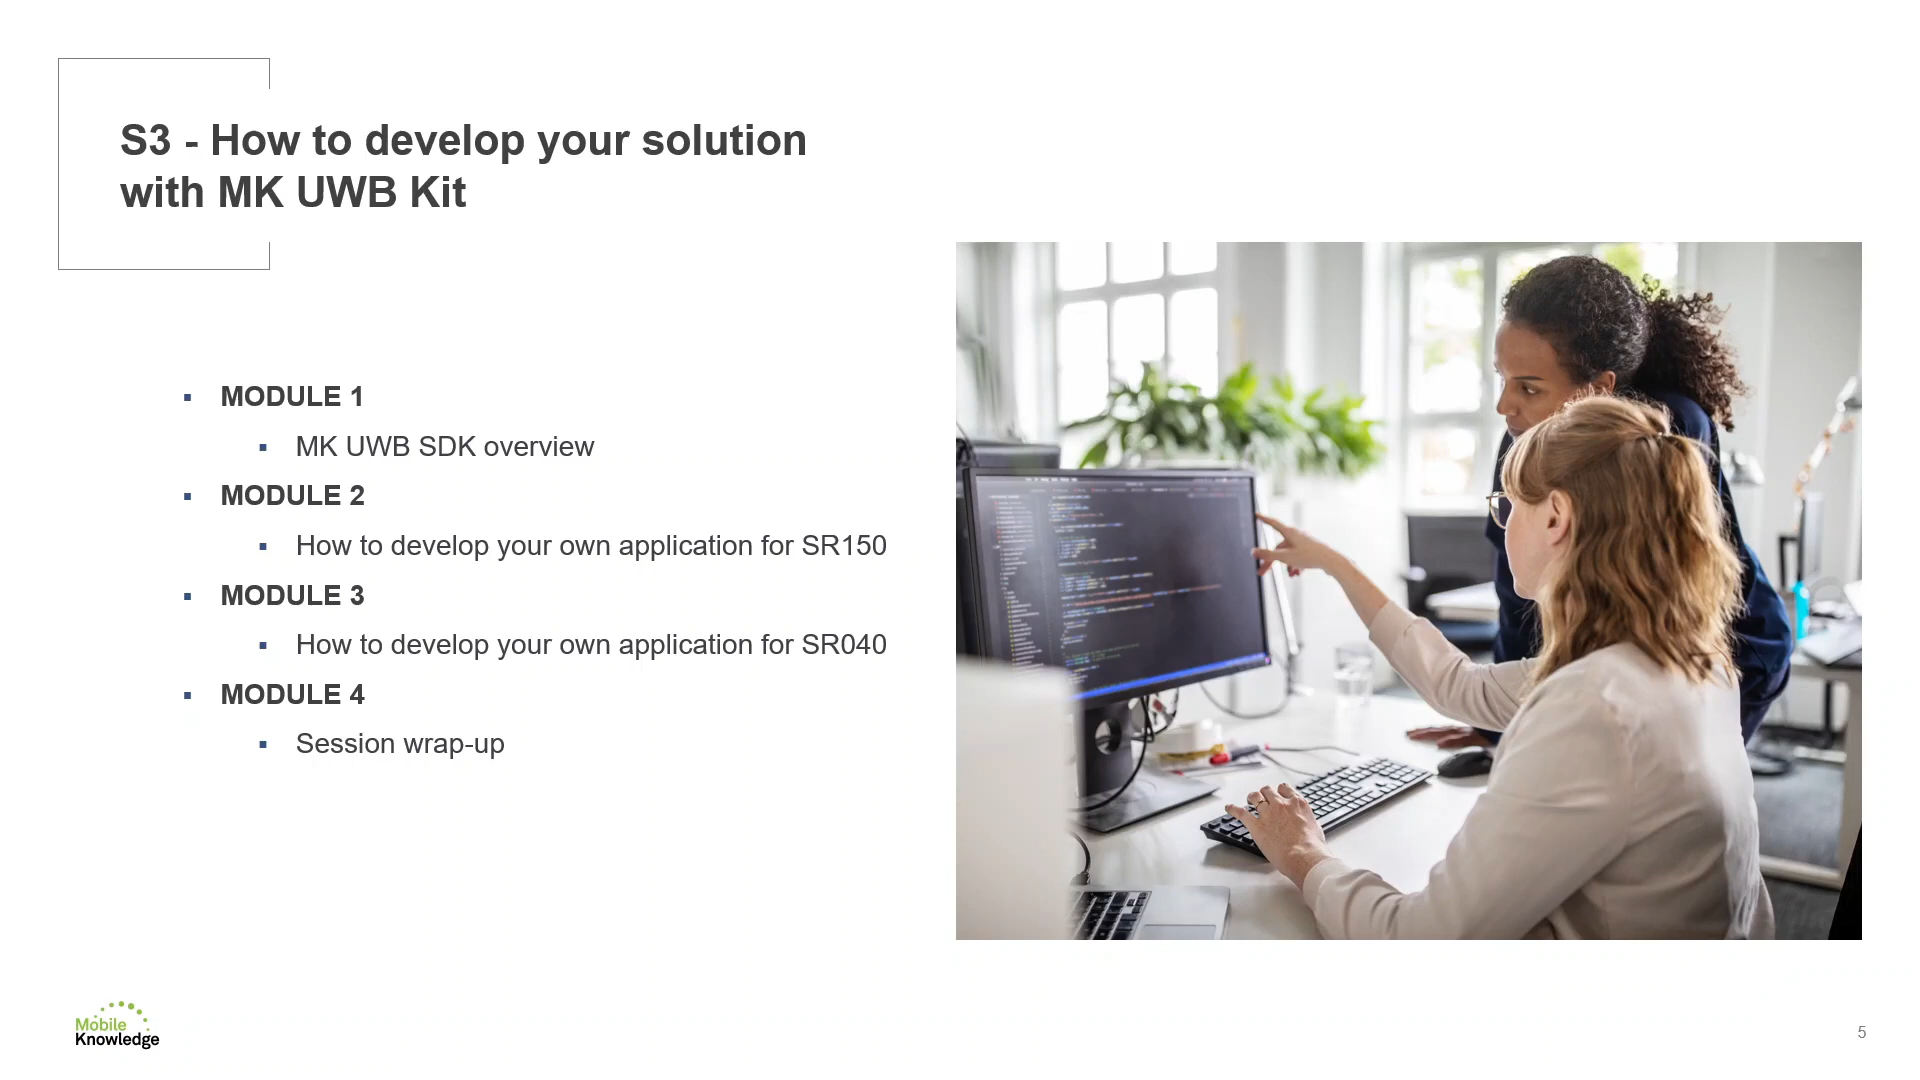 S3 - How to develop your solution
with MK UWB Kit
▪ MODULE 1
▪ MK UWB SDK overview
▪ MODULE 2
▪ How to develop your own application for SR150
▪ MODULE 3
▪ How to develop your own application for SR040
▪ MODULE 4
▪ Session wrap-up
Mobile
Knowledge
5